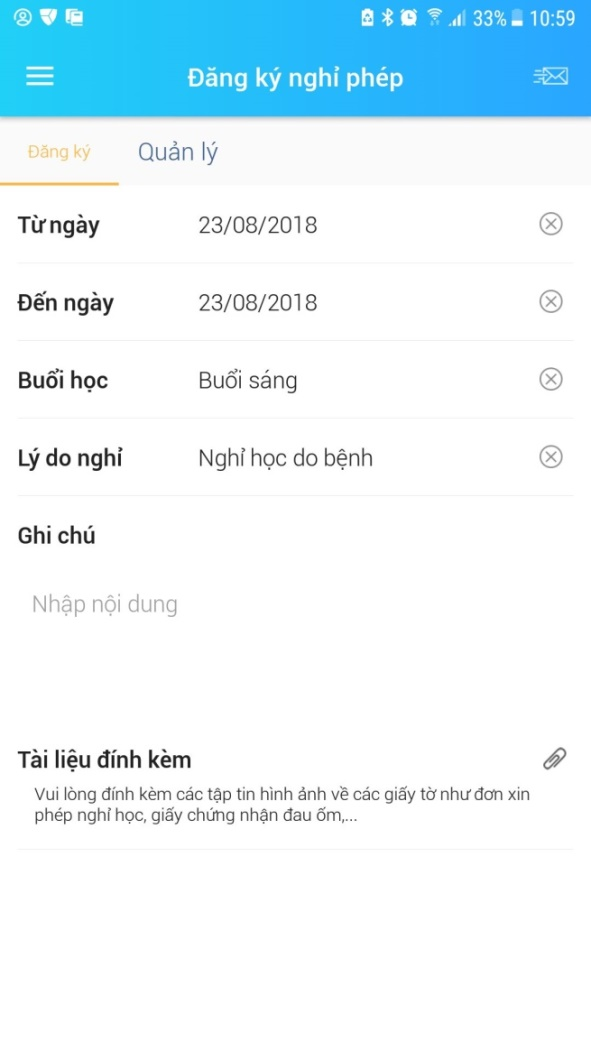 33% 10:59
Đăng ký nghỉ phép
Đăng ký Quản lý
Từ ngày 23/08/2018
Đến ngày 23/08/2018
Buổi học Buổi sáng
Lý do nghỉ Nghỉ học do bệnh
Ghi chú
Nhập nội dung
Tài liệu đính kèm
Vui lòng đính kèm các tập tin hình ảnh về các giấy tờ như đơn xin
phép nghỉ học, giấy chứng nhận đau ốm,...